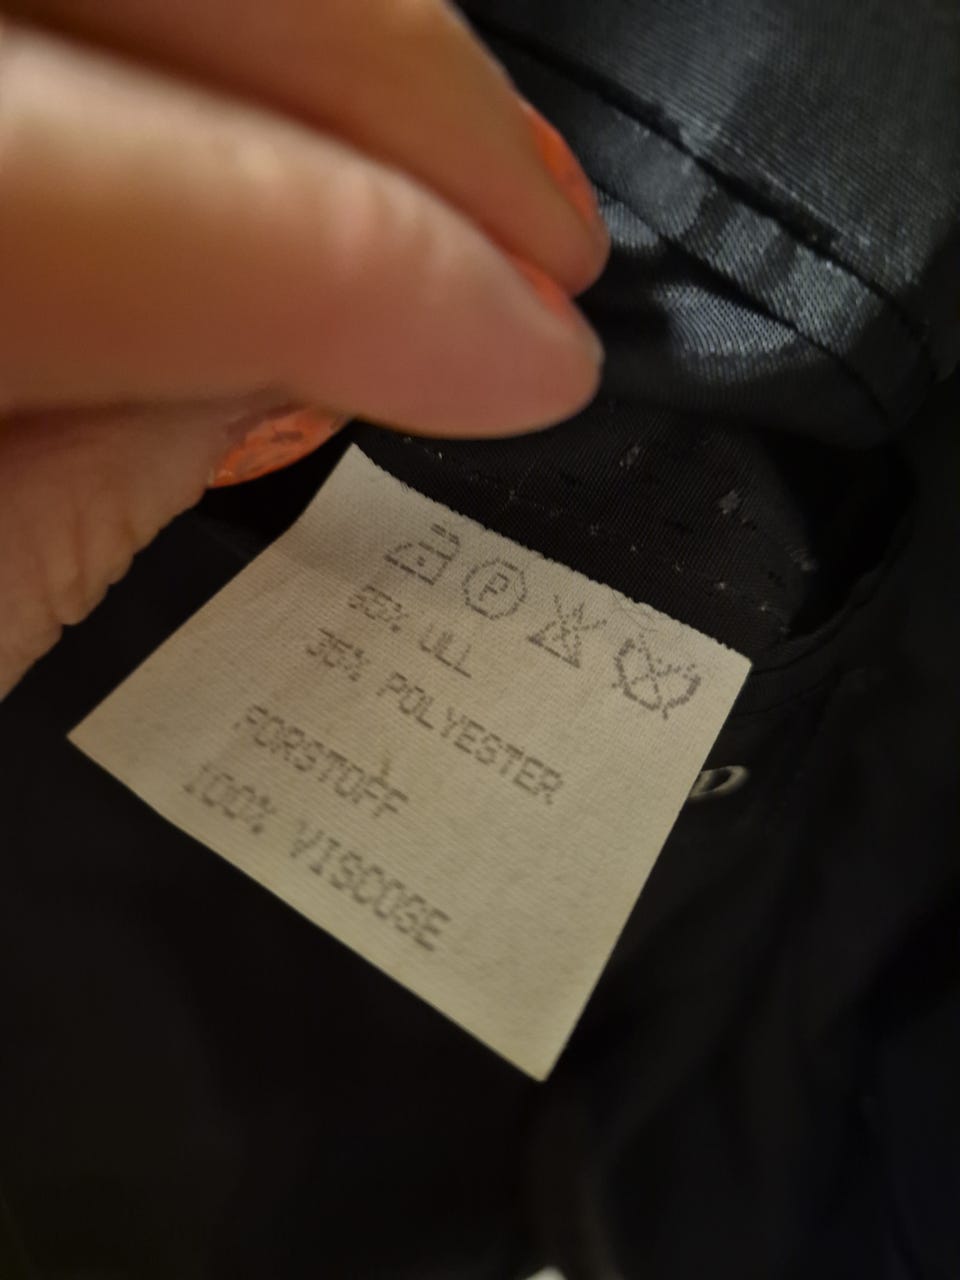 P
65% ULL
35% POLYESTER
FORSTOFF
100% VISCOSE